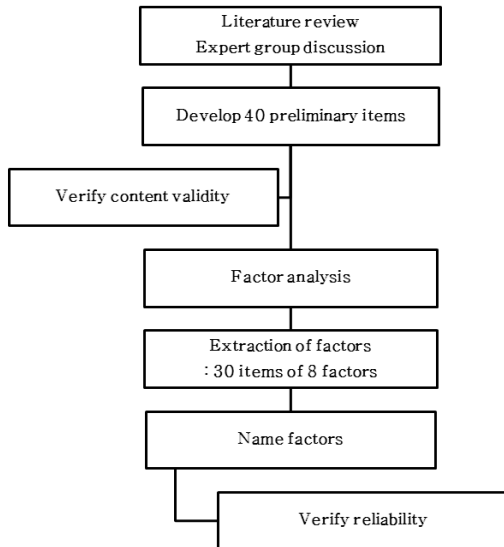 Literature review
Expert group discussion
Develop 40 preliminary items
Verify content validity
Factor analysis
Extraction of factors
: 30 items of 8 factors
Name factors
Verify reliability